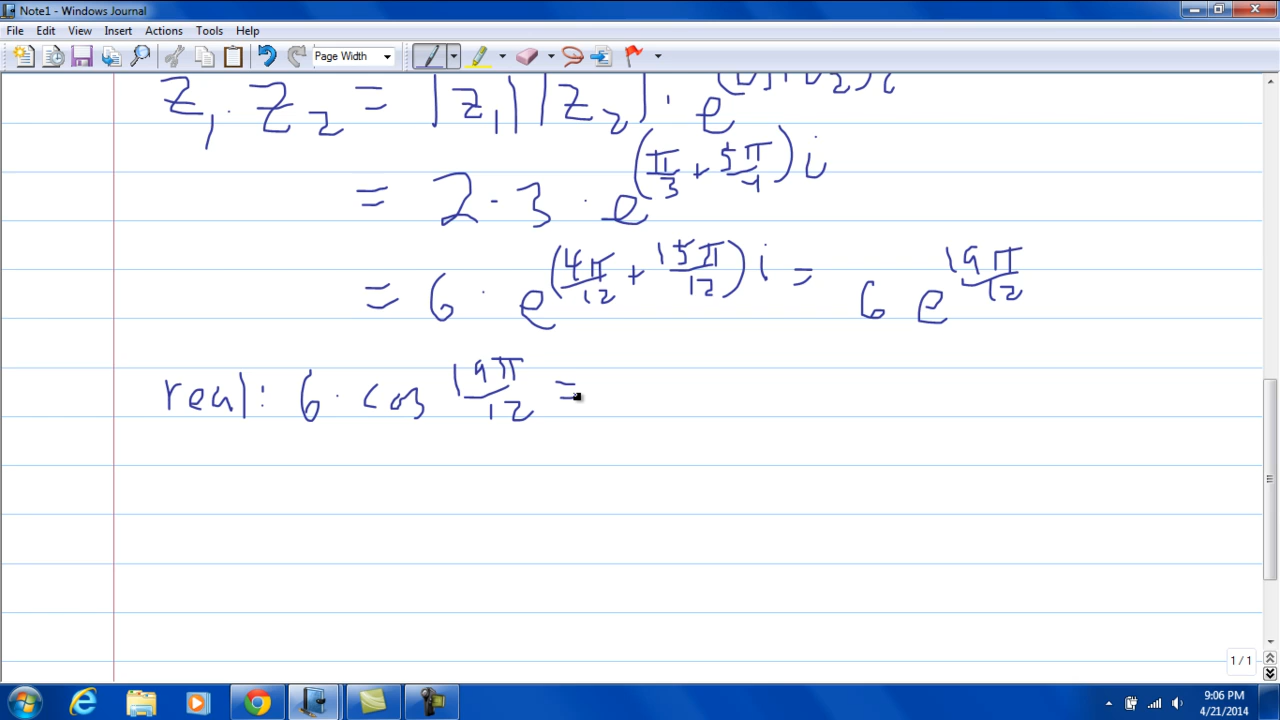 Note1 - Windows Journal
File Edit View Insert Actions Tools Help
Page Width
z₁ · z₂ = |z₁||z₂| · e^(θ₁+θ₂)i
= 2 · 3 · e^(π/3 + 5π/4)i
= 6 · e^(4π/12 + 15π/12)i = 6 e^19π/12
real: 6 · cos 19π/12 =
1 / 1
9:06 PM
4/21/2014